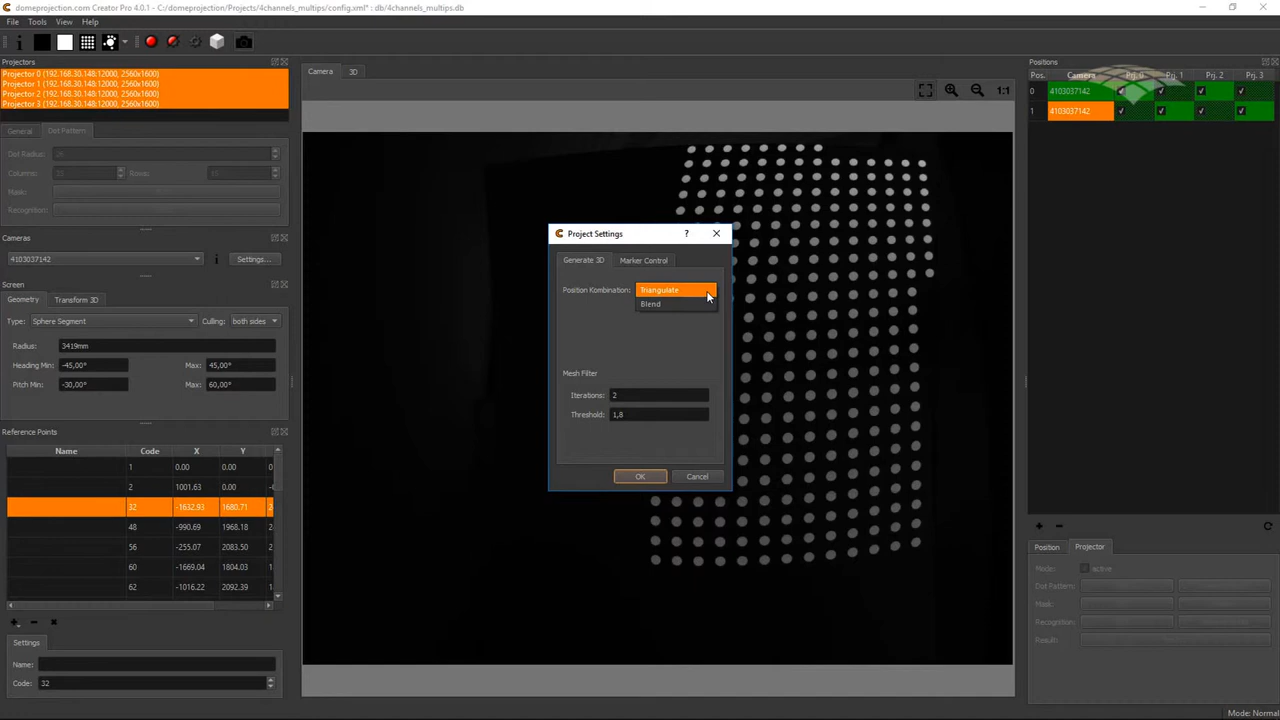 domeprojection.com Creator Pro 4.0.1 - C:/domeprojection/Projects/4channels_multips/config.xml* : db/4channels_multips.db
File Tools View Help
Projectors
Projector 0 (192.168.30.148:12000, 2560x1600)
Projector 1 (192.168.30.148:12000, 2560x1600)
Projector 2 (192.168.30.148:12000, 2560x1600)
Projector 3 (192.168.30.148:12000, 2560x1600)
General Dot Pattern
Dot Radius:
Columns: Rows:
Mask:
Recognition:
Cameras
4103037142 Settings...
Screen
Geometry Transform 3D
Type: Sphere Segment Culling: both sides
Radius: 3419mm
Heading Min: -45,00° Max: 45,00°
Pitch Min: -30,00° Max: 60,00°
Reference Points
Name Code X Y
1 0.00 0.00 0
2 1001.63 0.00
32 -1632.93 1680.71 2
48 -990.69 1968.18 2
56 -255.07 2083.50 2
60 -1669.04 1804.03 1
62 -1016.22 2092.39 1
Settings
Name:
Code: 32
Camera 3D
1:1
Project Settings ?
Generate 3D Marker Control
Position Kombination: Triangulate
Blend
Mesh Filter
Iterations: 2
Threshold: 1,8
OK Cancel
Positions
Pos. Camera Prj. 0 Prj. 1 Prj. 2 Prj. 3
0 4103037142
1 4103037142
Position Projector
Mode: active
Dot Pattern:
Mask:
Recognition:
Result:
Mode: Normal